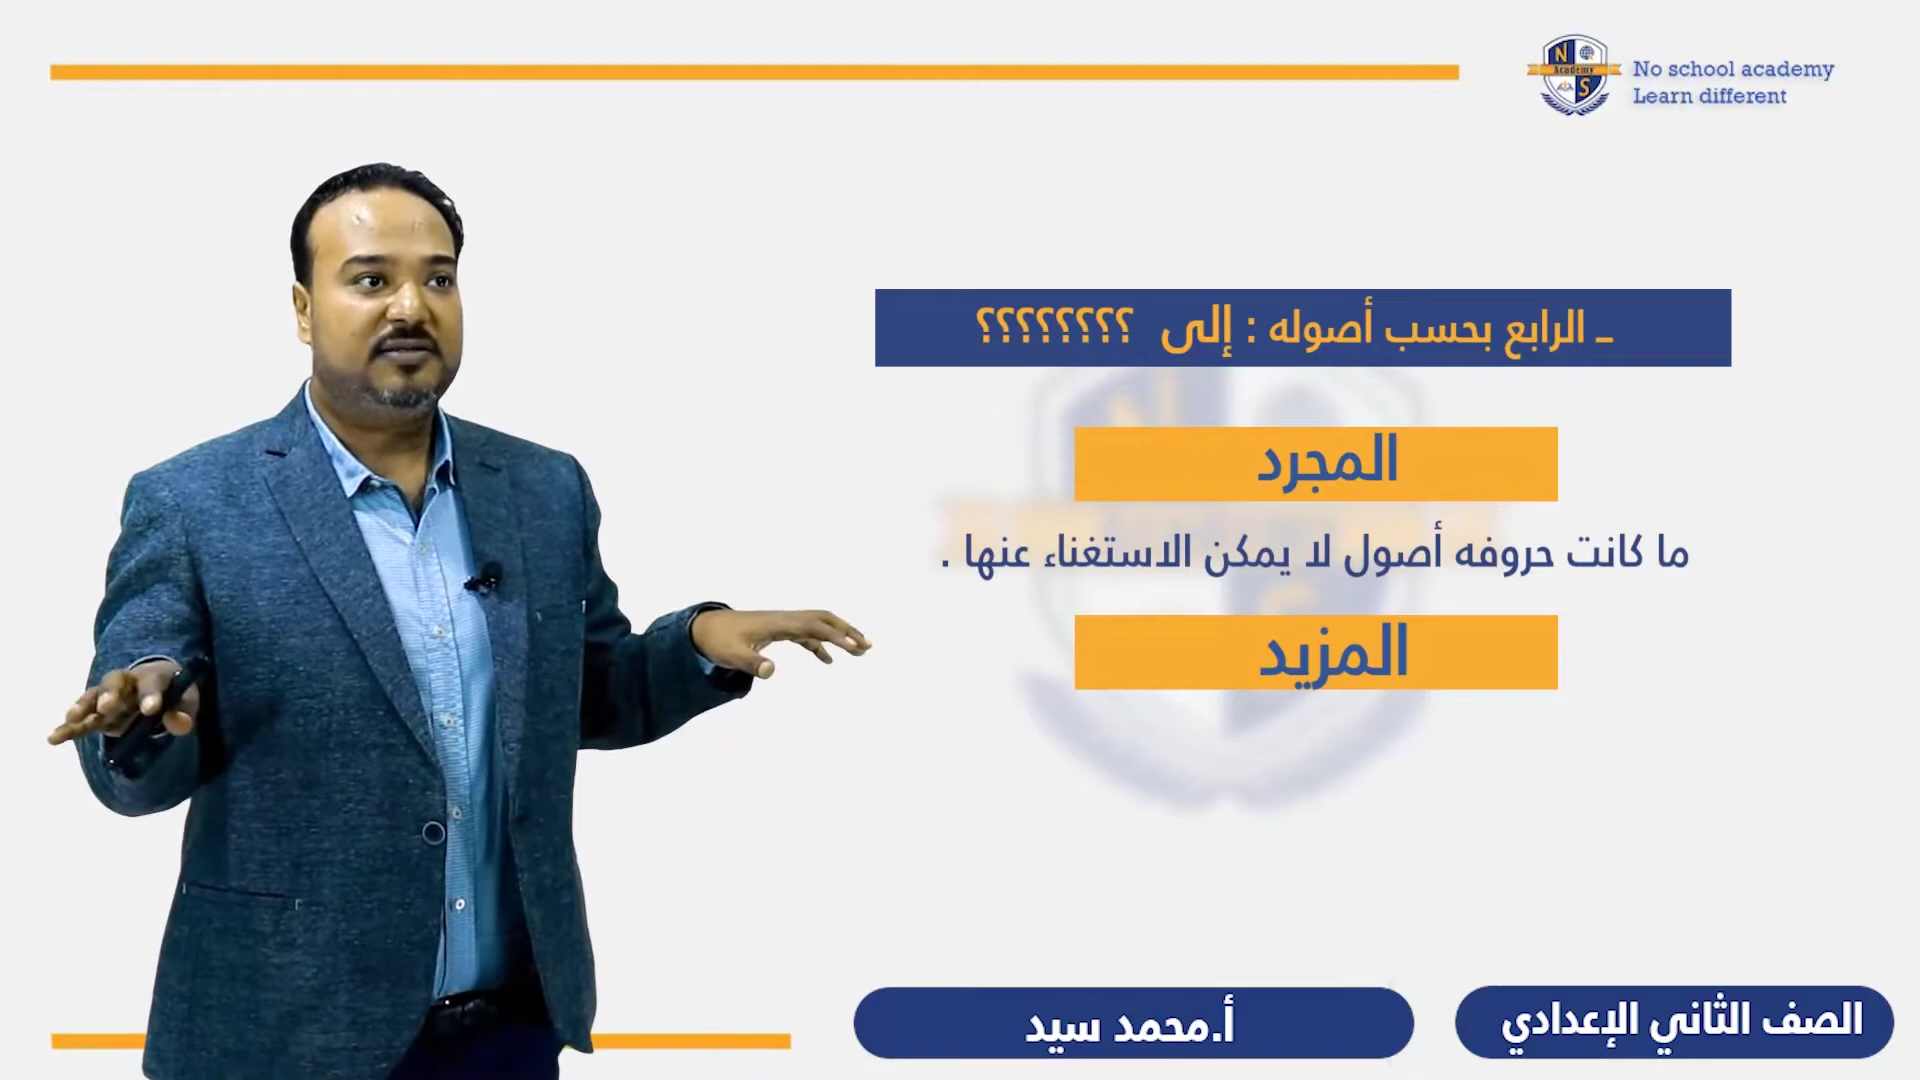 N
Academy
S
No school academy
Learn different
ـ الرابع بحسب أصوله : إلى ؟؟؟؟؟؟؟؟
المجرد
ما كانت حروفه أصول لا يمكن الاستغناء عنها .
المزيد
الصف الثاني الإعدادي
أ.محمد سيد